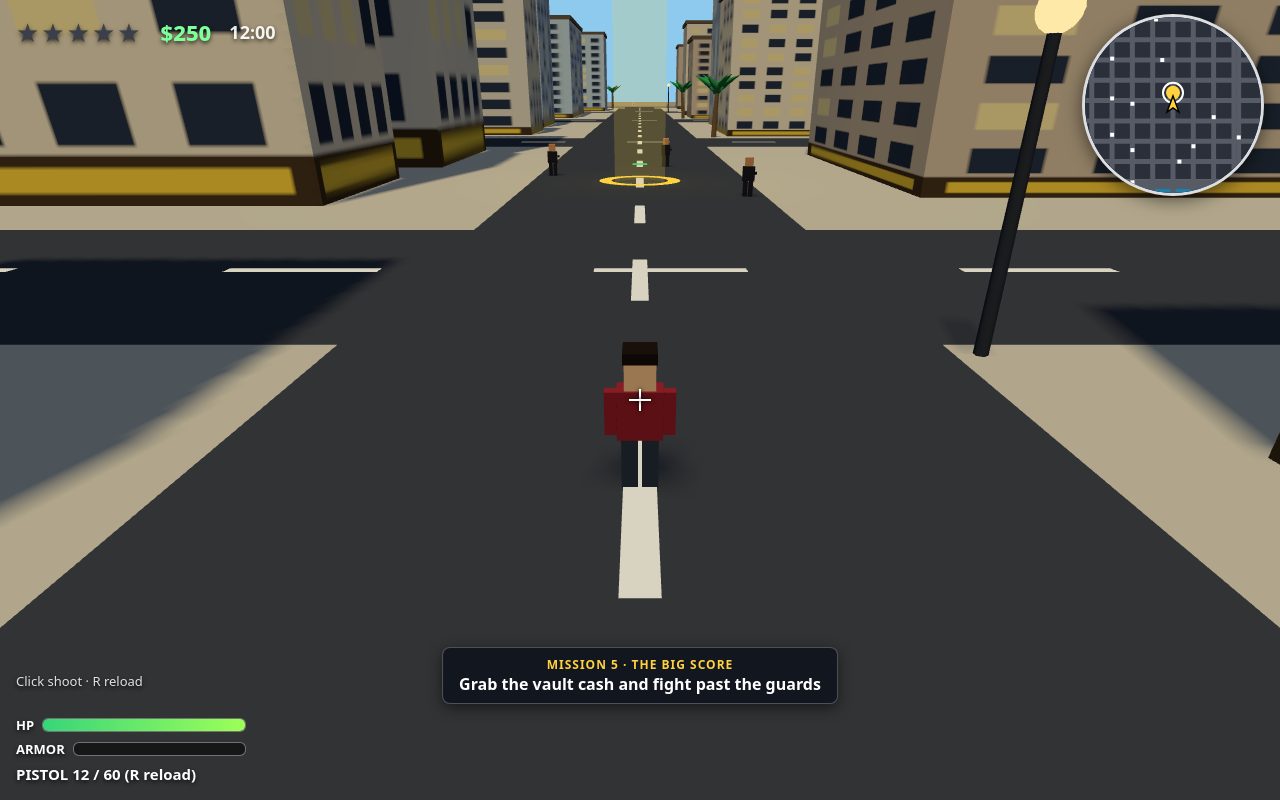 $250 12:00
MISSION 5 · THE BIG SCORE
Grab the vault cash and fight past the guards
Click shoot · R reload
HP
ARMOR
PISTOL 12 / 60 (R reload)